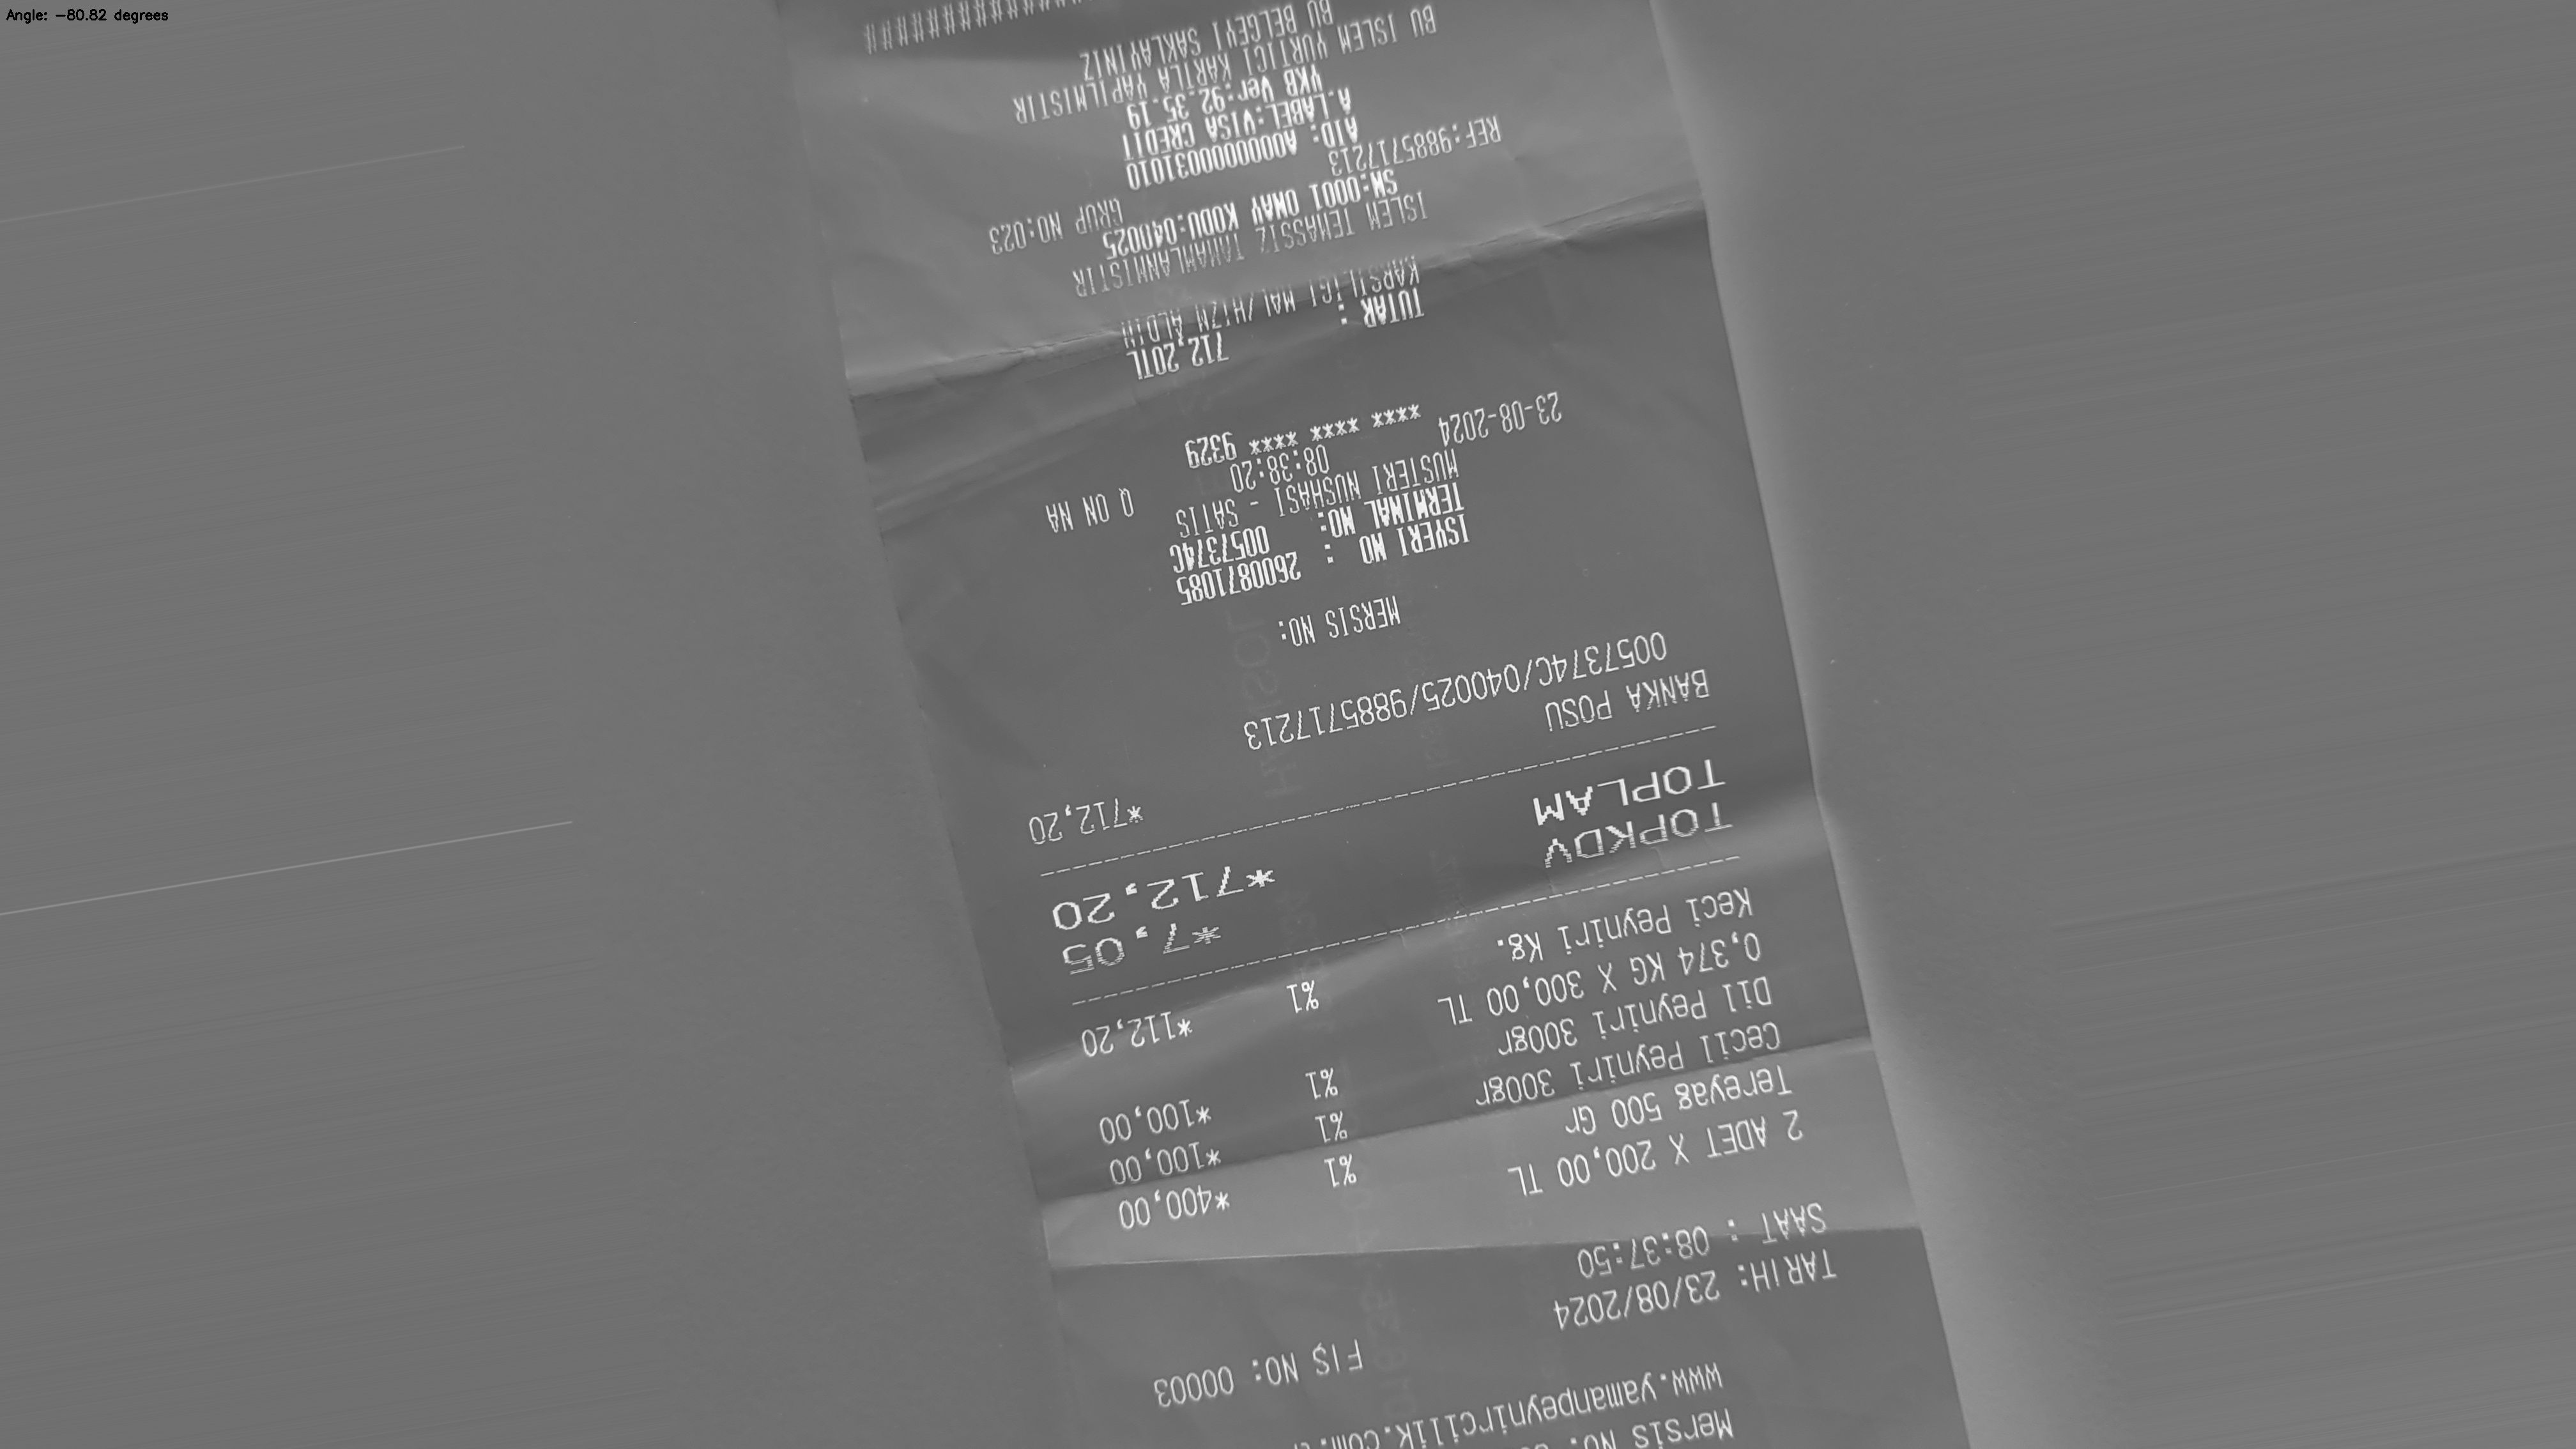 Angle: −80.82 degrees
Mersis No:
www.yamanpeynircilik.com.
TARIH: 23/08/2024 FIŞ NO: 00003
SAAT : 08:37:50
2 ADET X 200,00 TL
Tereyag 500 Gr %1 *400,00
Cecil Peyniri 300gr %1 *100,00
Dil Peyniri 300gr %1 *100,00
0,374 KG X 300,00 TL
Keci Peyniri Kg. %1 *112,20
TOPKDV *7,05
TOPLAM *712,20
BANKA POSU *712,20
0057374C/040025/9885717213
MERSIS NO:
ISYERI NO : 2600871085
TERMINAL NO: 0057374C
MUSTERI NUSHASI - SATIS
23-08-2024 08:38:20 Q ON NA
**** **** **** 9329
TUTAR : 712,20TL
KARSILIGI MAL/HIZM ALDIM
ISLEM TEMASSIZ TAMAMLANMISTIR
SN:0001 ONAY KODU:040025
REF:9885717213 GRUP NO:023
AID: A0000000031010
A.LABEL:VISA CREDIT
YKB Ver:92.35.19
BU ISLEM YURTICI KARTLA YAPILMISTIR
BU BELGEYI SAKLAYINIZ